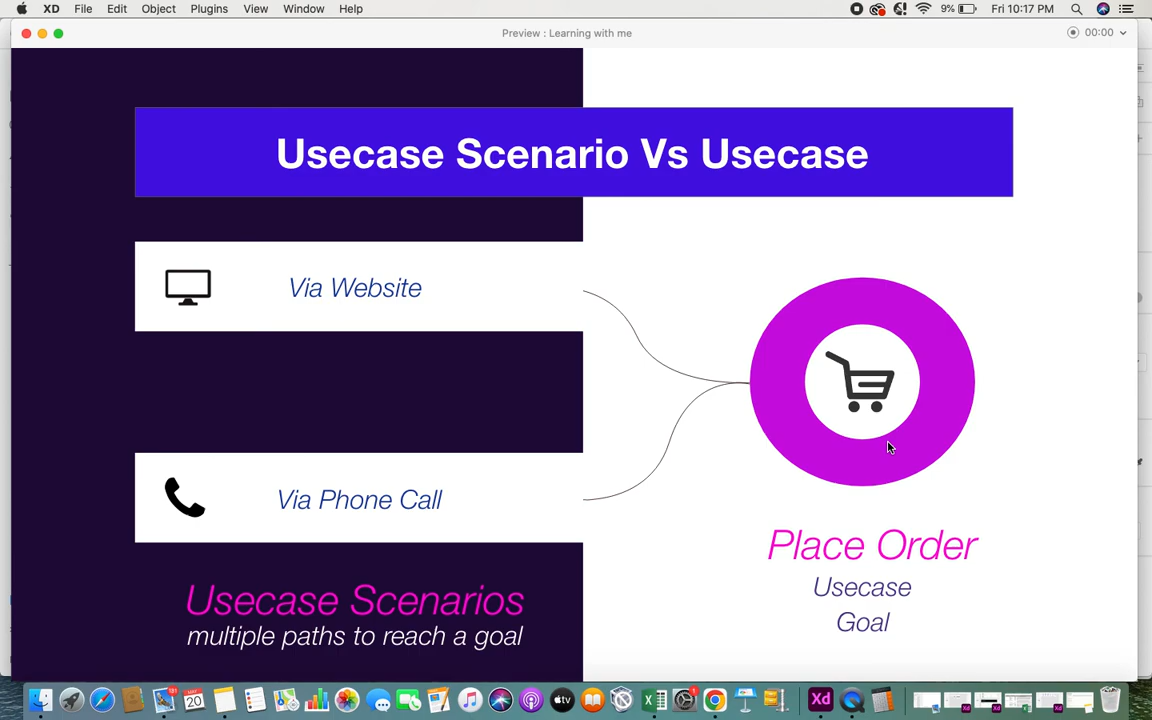 XD File Edit Object Plugins View Window Help 9% Fri 10:17 PM
Preview : Learning with me 00:00
Usecase Scenario Vs Usecase
Via Website
Via Phone Call
Place Order
Usecase
Goal
Usecase Scenarios
multiple paths to reach a goal
Xd